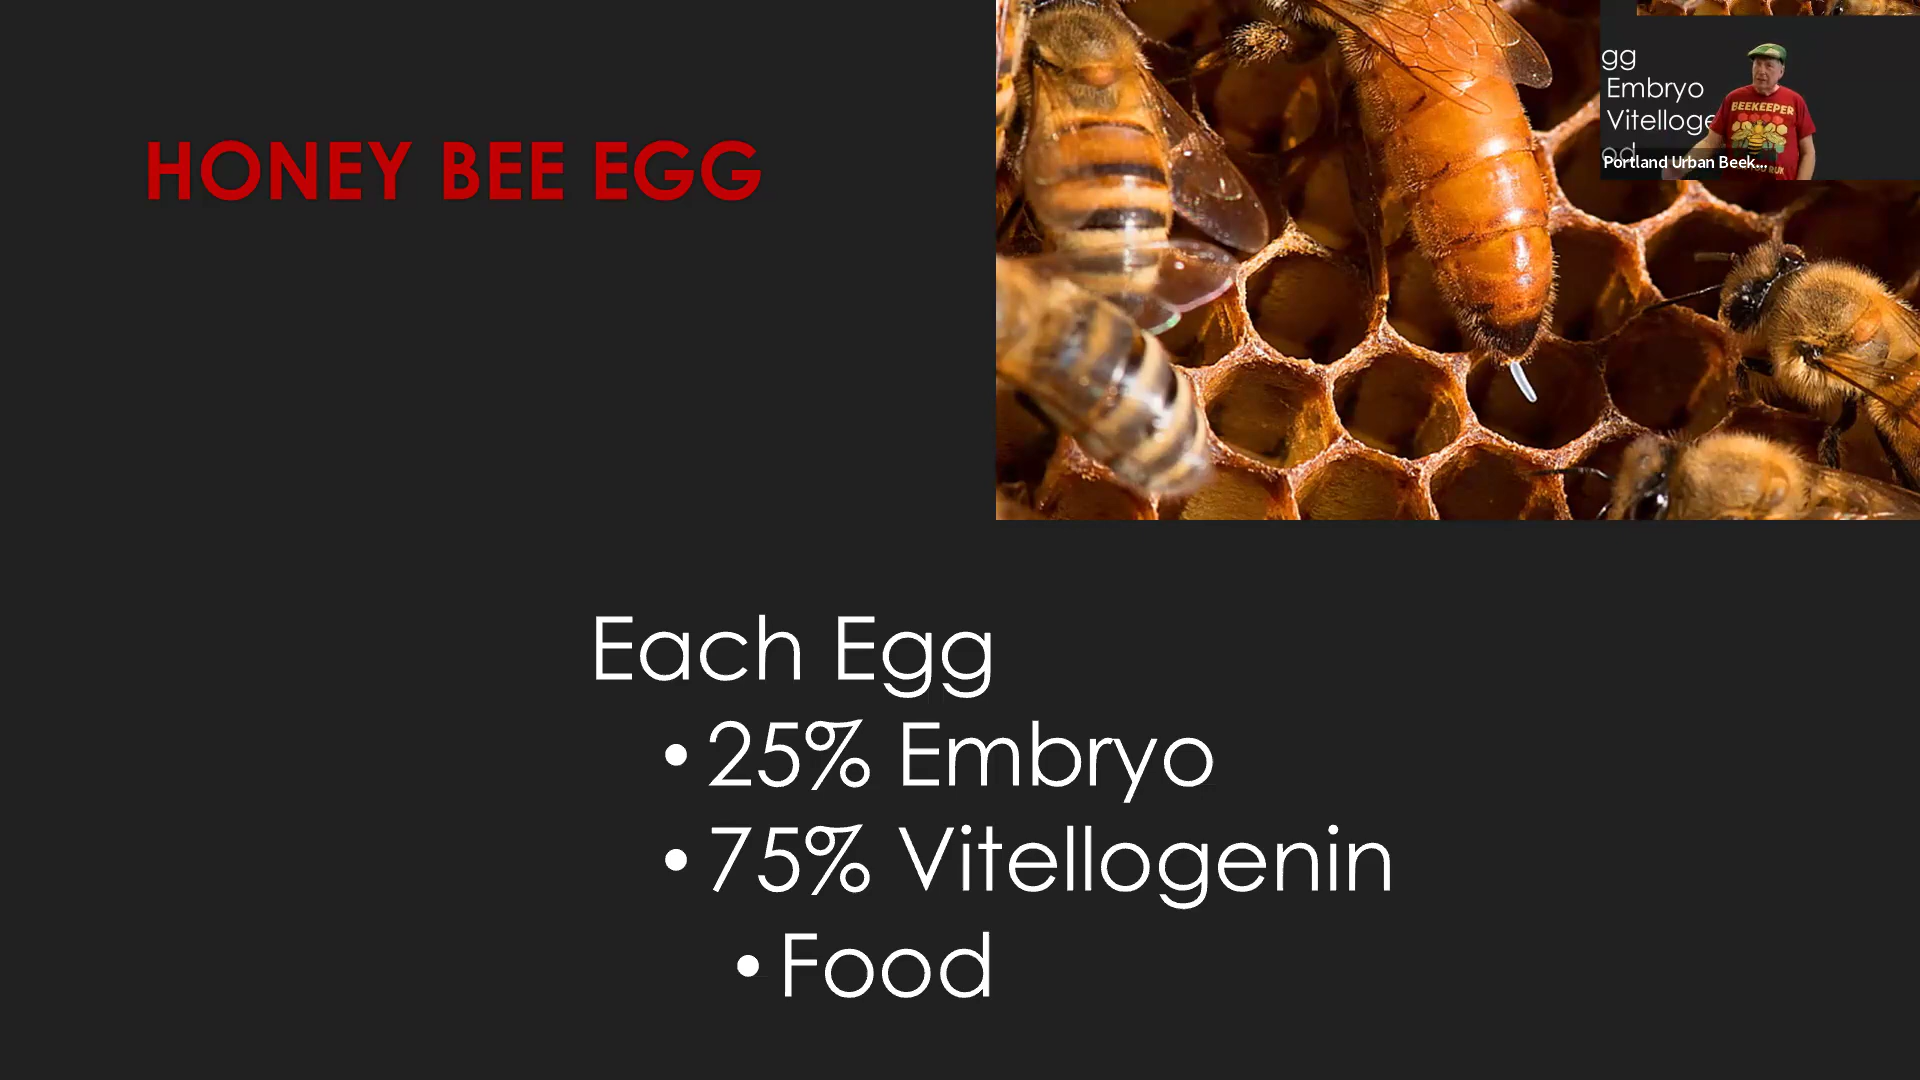 HONEY BEE EGG
gg
Embryo
Vitelloge
BEEKEEPER
Portland Urban Beek...
Each Egg
• 25% Embryo
• 75% Vitellogenin
• Food